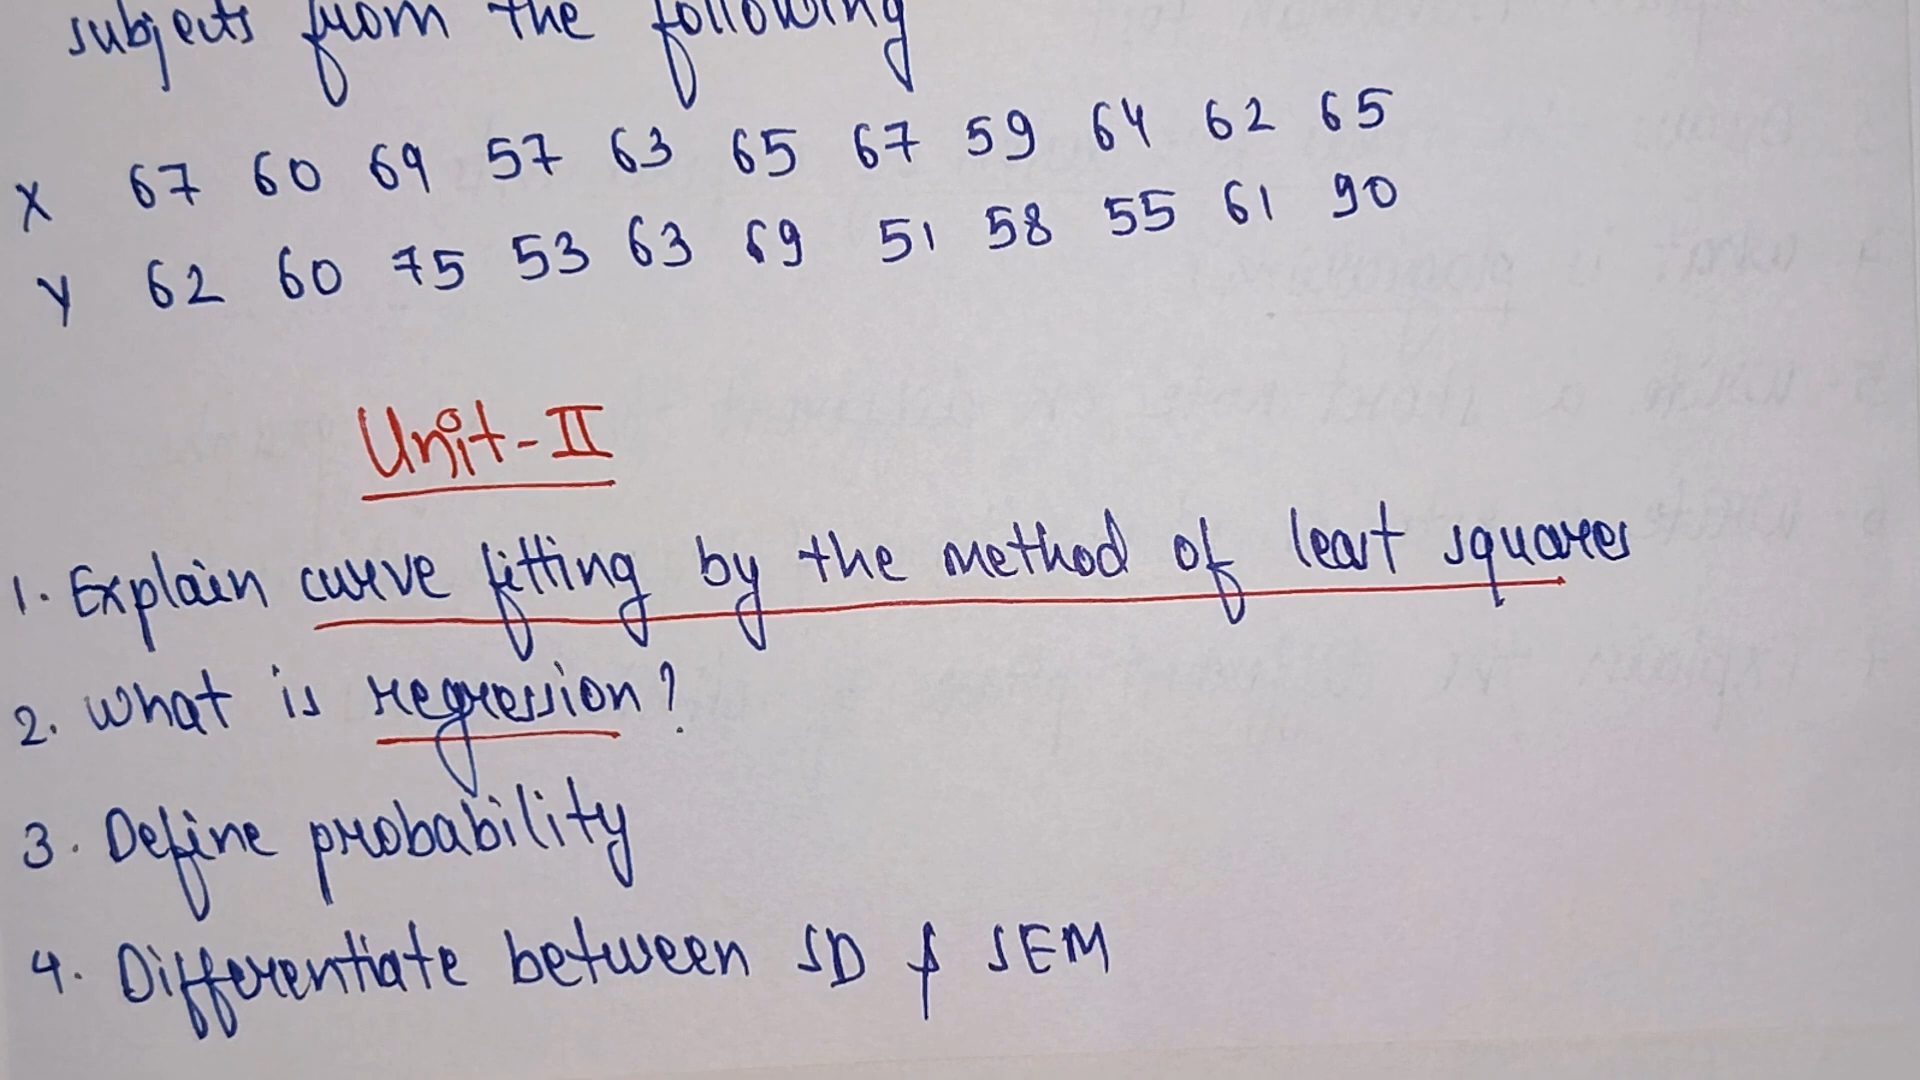 subjects from the following
X 67 60 69 57 63 65 67 59 64 62 65
Y 62 60 75 53 63 69 51 58 55 61 90
Unit-II
1. Explain curve fitting by the method of least squares
2. What is regression?
3. Define probability
4. Differentiate between SD & SEM